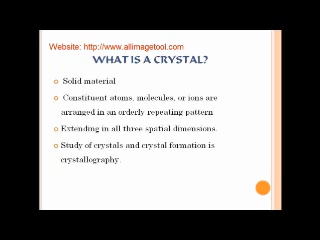 Website: http://www.allimagetool.com
WHAT IS A CRYSTAL?
Solid material
Constituent atoms, molecules, or ions are
arranged in an orderly repeating pattern
Extending in all three spatial dimensions.
Study of crystals and crystal formation is
crystallography.